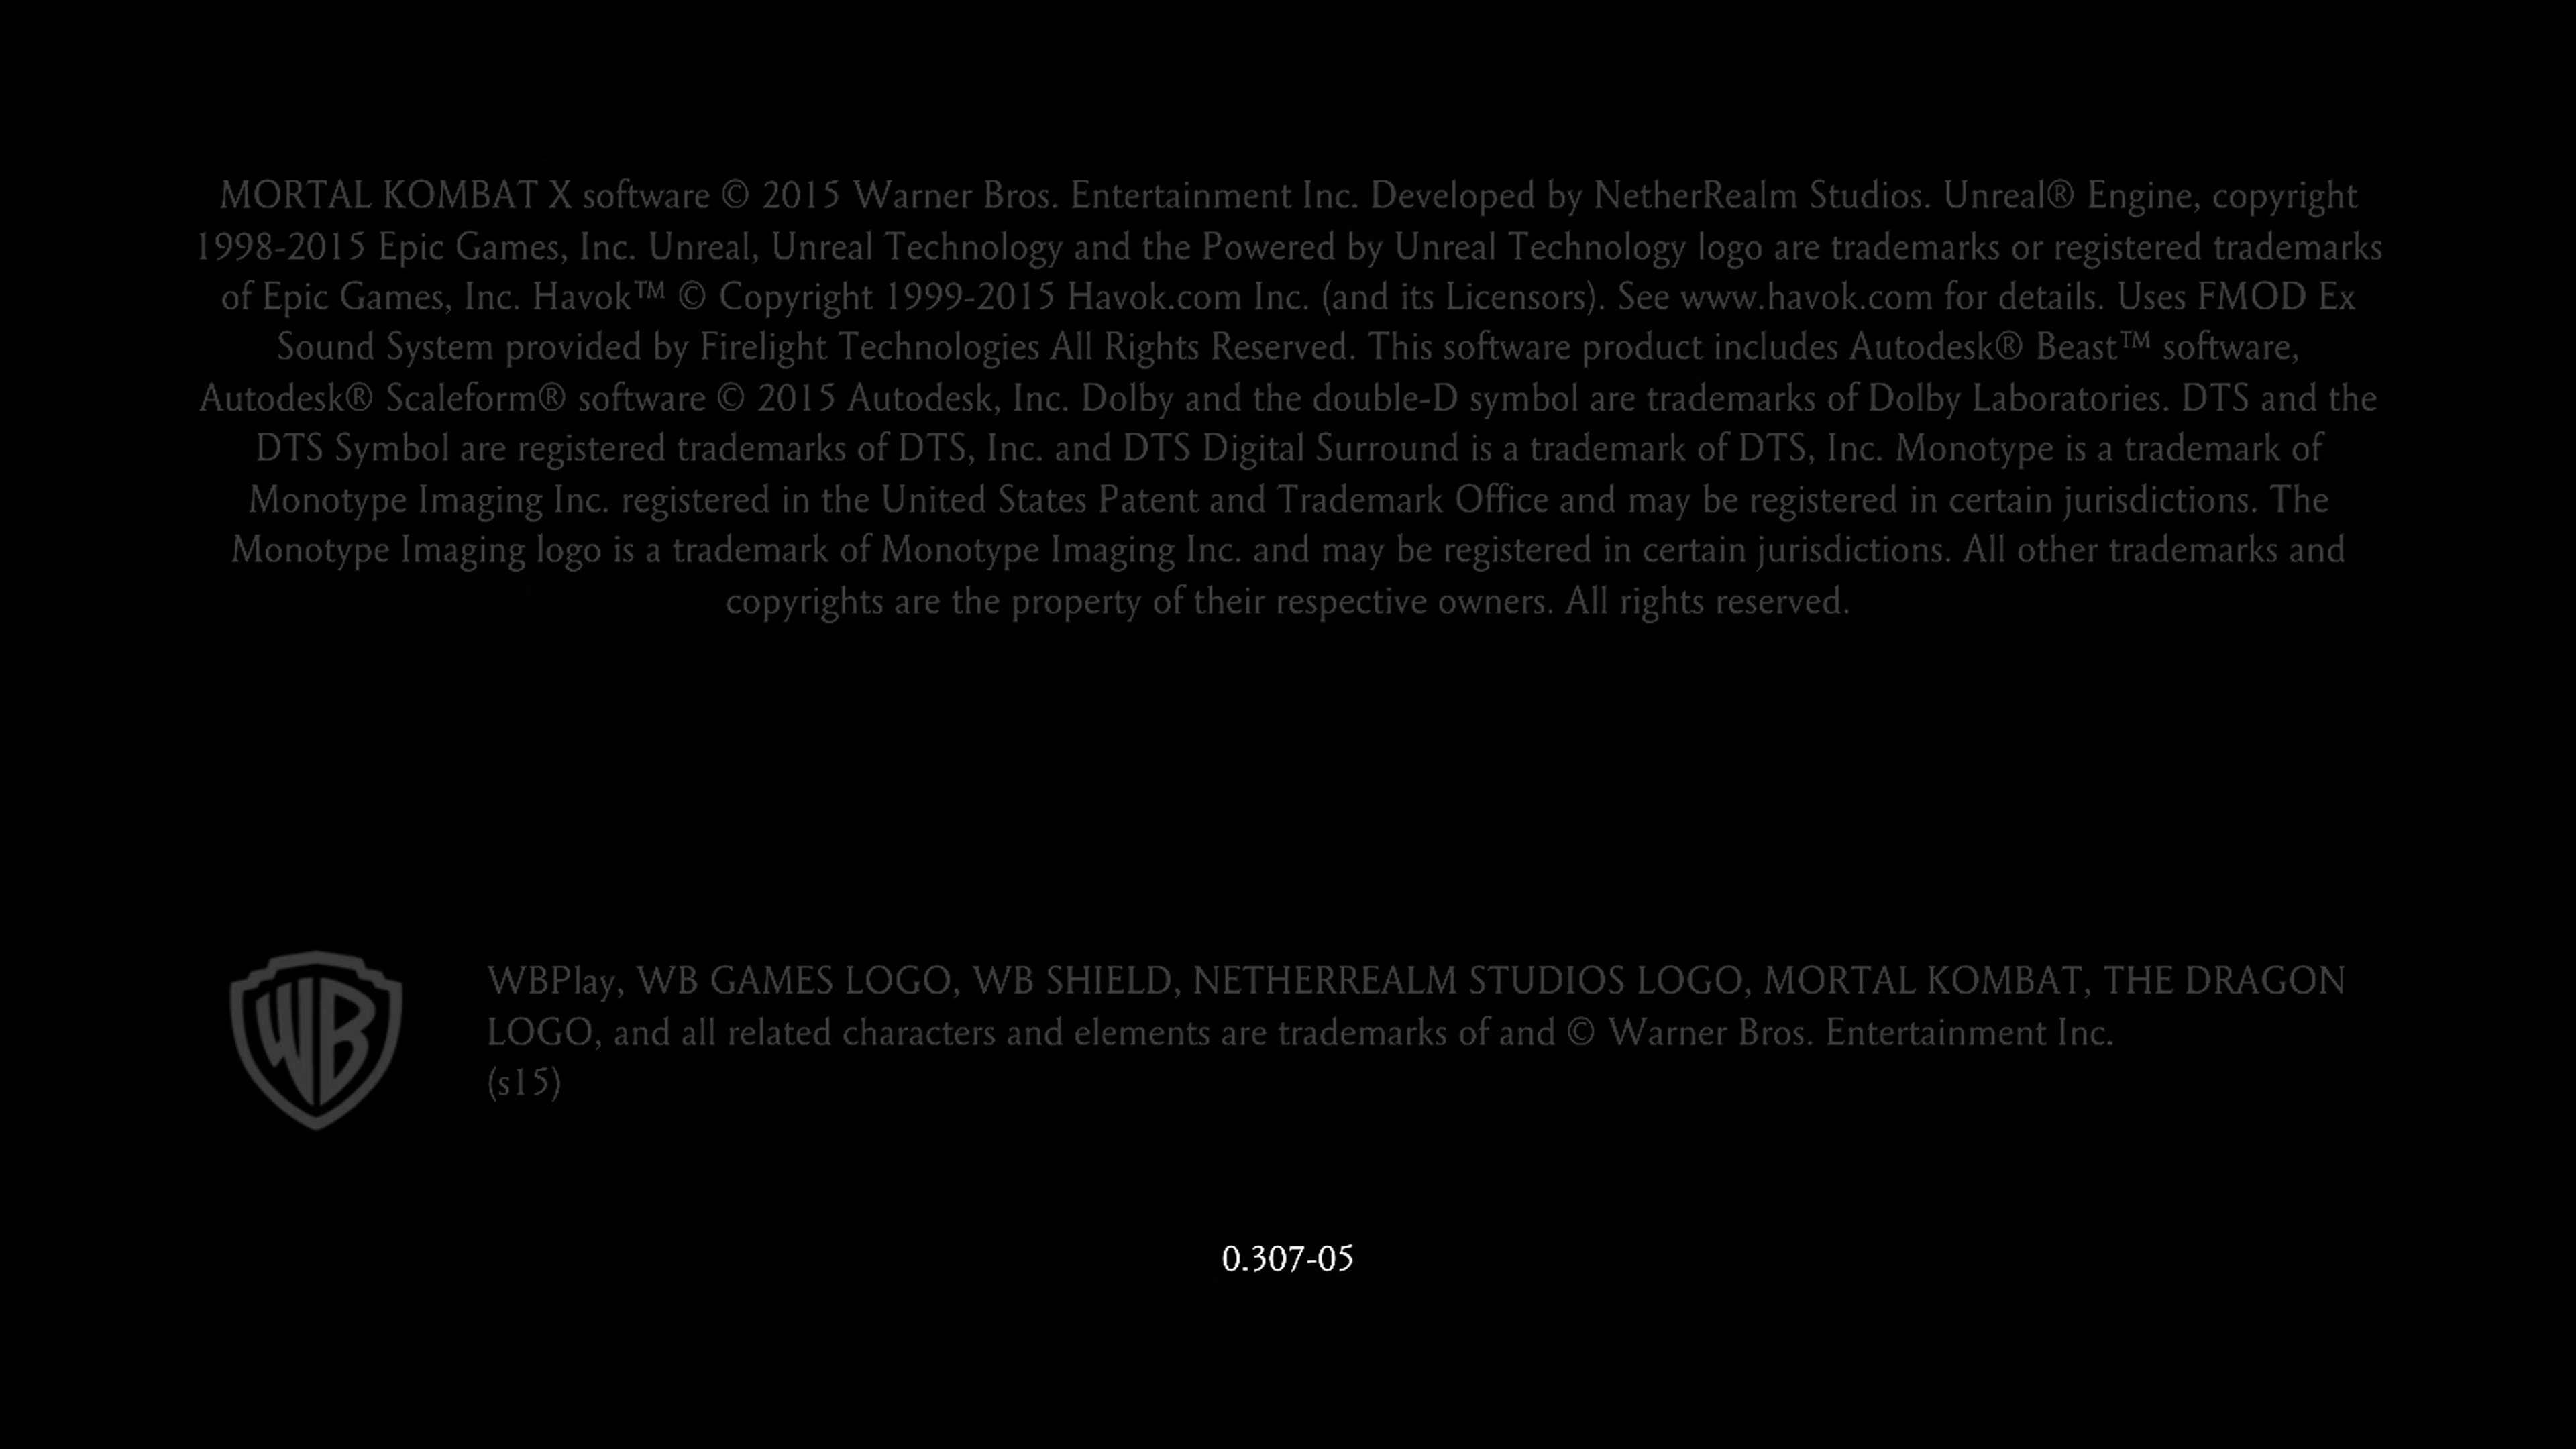 MORTAL KOMBAT X software © 2015 Warner Bros. Entertainment Inc. Developed by NetherRealm Studios. Unreal® Engine, copyright
1998-2015 Epic Games, Inc. Unreal, Unreal Technology and the Powered by Unreal Technology logo are trademarks or registered trademarks
of Epic Games, Inc. Havok™ © Copyright 1999-2015 Havok.com Inc. (and its Licensors). See www.havok.com for details. Uses FMOD Ex
Sound System provided by Firelight Technologies All Rights Reserved. This software product includes Autodesk® Beast™ software,
Autodesk® Scaleform® software © 2015 Autodesk, Inc. Dolby and the double-D symbol are trademarks of Dolby Laboratories. DTS and the
DTS Symbol are registered trademarks of DTS, Inc. and DTS Digital Surround is a trademark of DTS, Inc. Monotype is a trademark of
Monotype Imaging Inc. registered in the United States Patent and Trademark Office and may be registered in certain jurisdictions. The
Monotype Imaging logo is a trademark of Monotype Imaging Inc. and may be registered in certain jurisdictions. All other trademarks and
copyrights are the property of their respective owners. All rights reserved.
WB
WBPlay, WB GAMES LOGO, WB SHIELD, NETHERREALM STUDIOS LOGO, MORTAL KOMBAT, THE DRAGON
LOGO, and all related characters and elements are trademarks of and © Warner Bros. Entertainment Inc.
(s15)
0.307-05